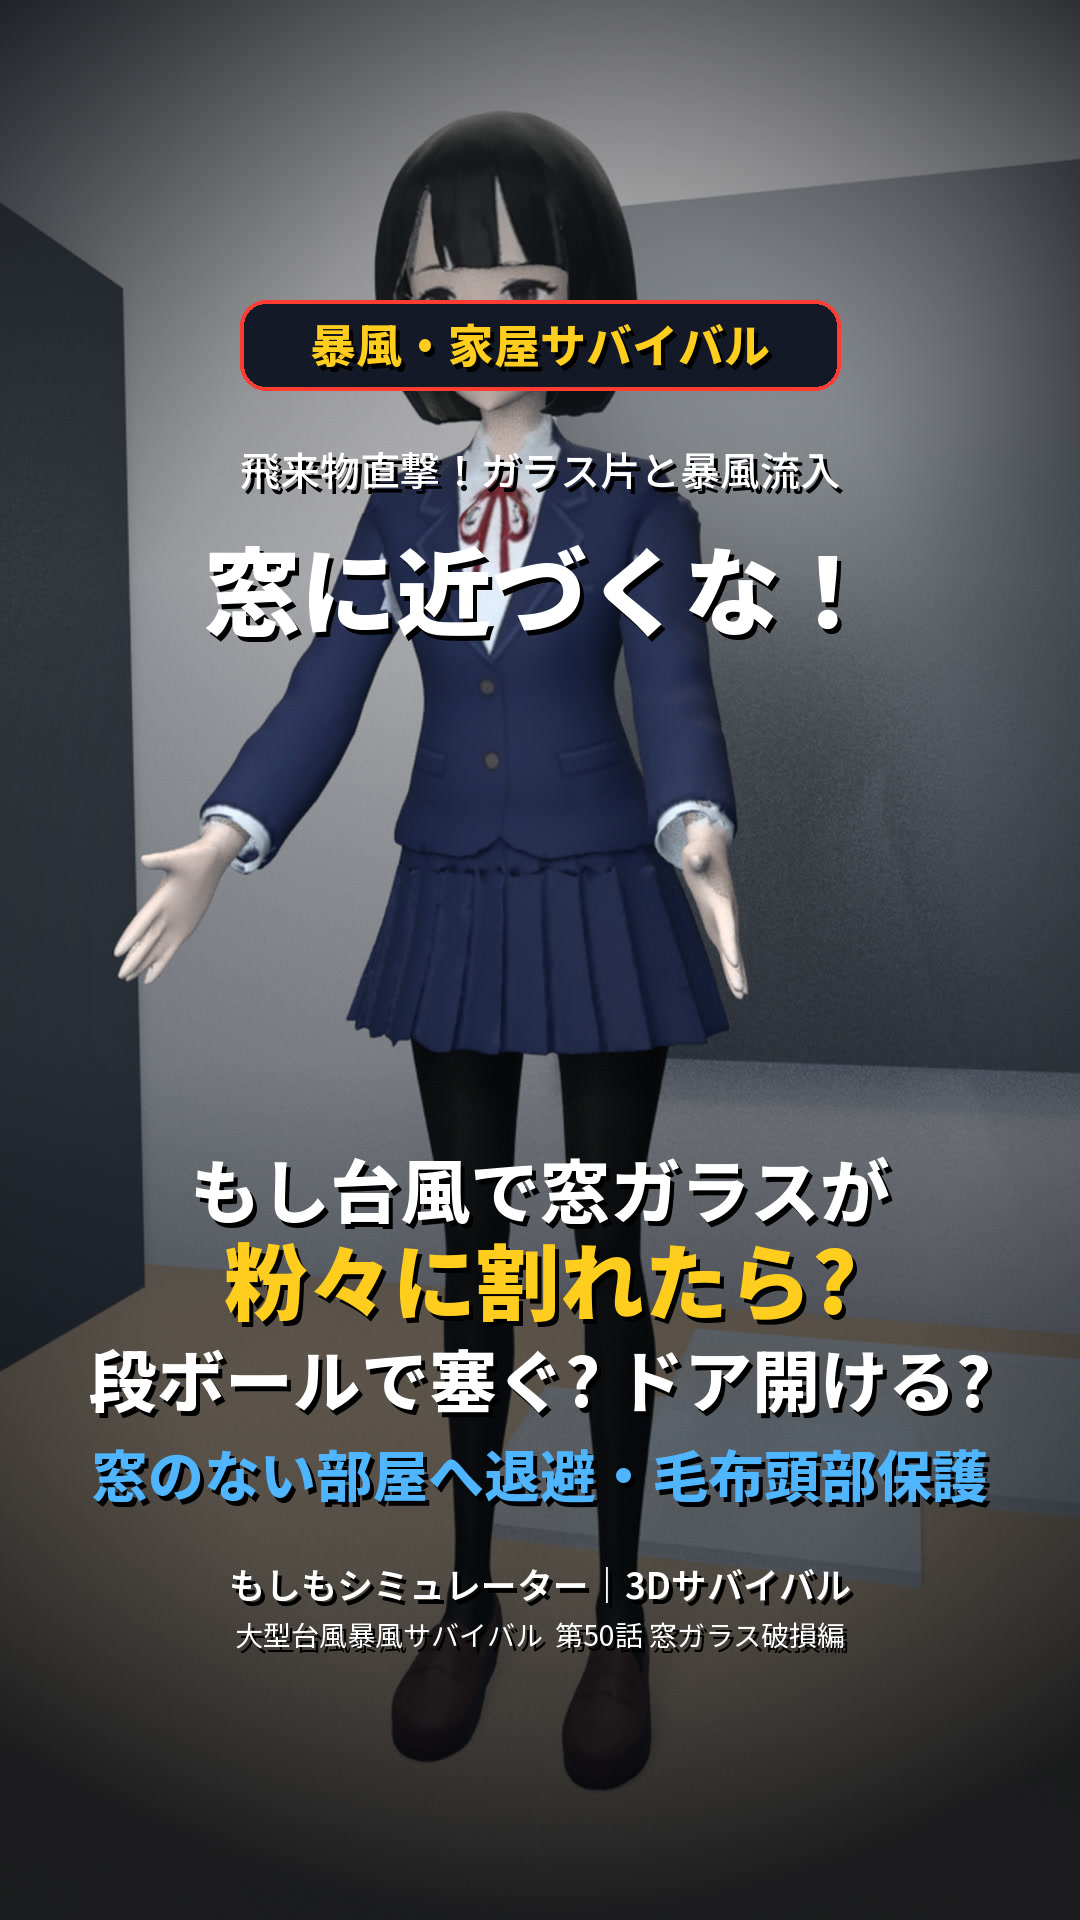 暴風・家屋サバイバル
飛来物直撃！ガラス片と暴風流入
窓に近づくな！
もし台風で窓ガラスが
粉々に割れたら?
段ボールで塞ぐ? ドア開ける?
窓のない部屋へ退避・毛布頭部保護
もしもシミュレーター｜3Dサバイバル
大型台風暴風サバイバル 第50話 窓ガラス破損編